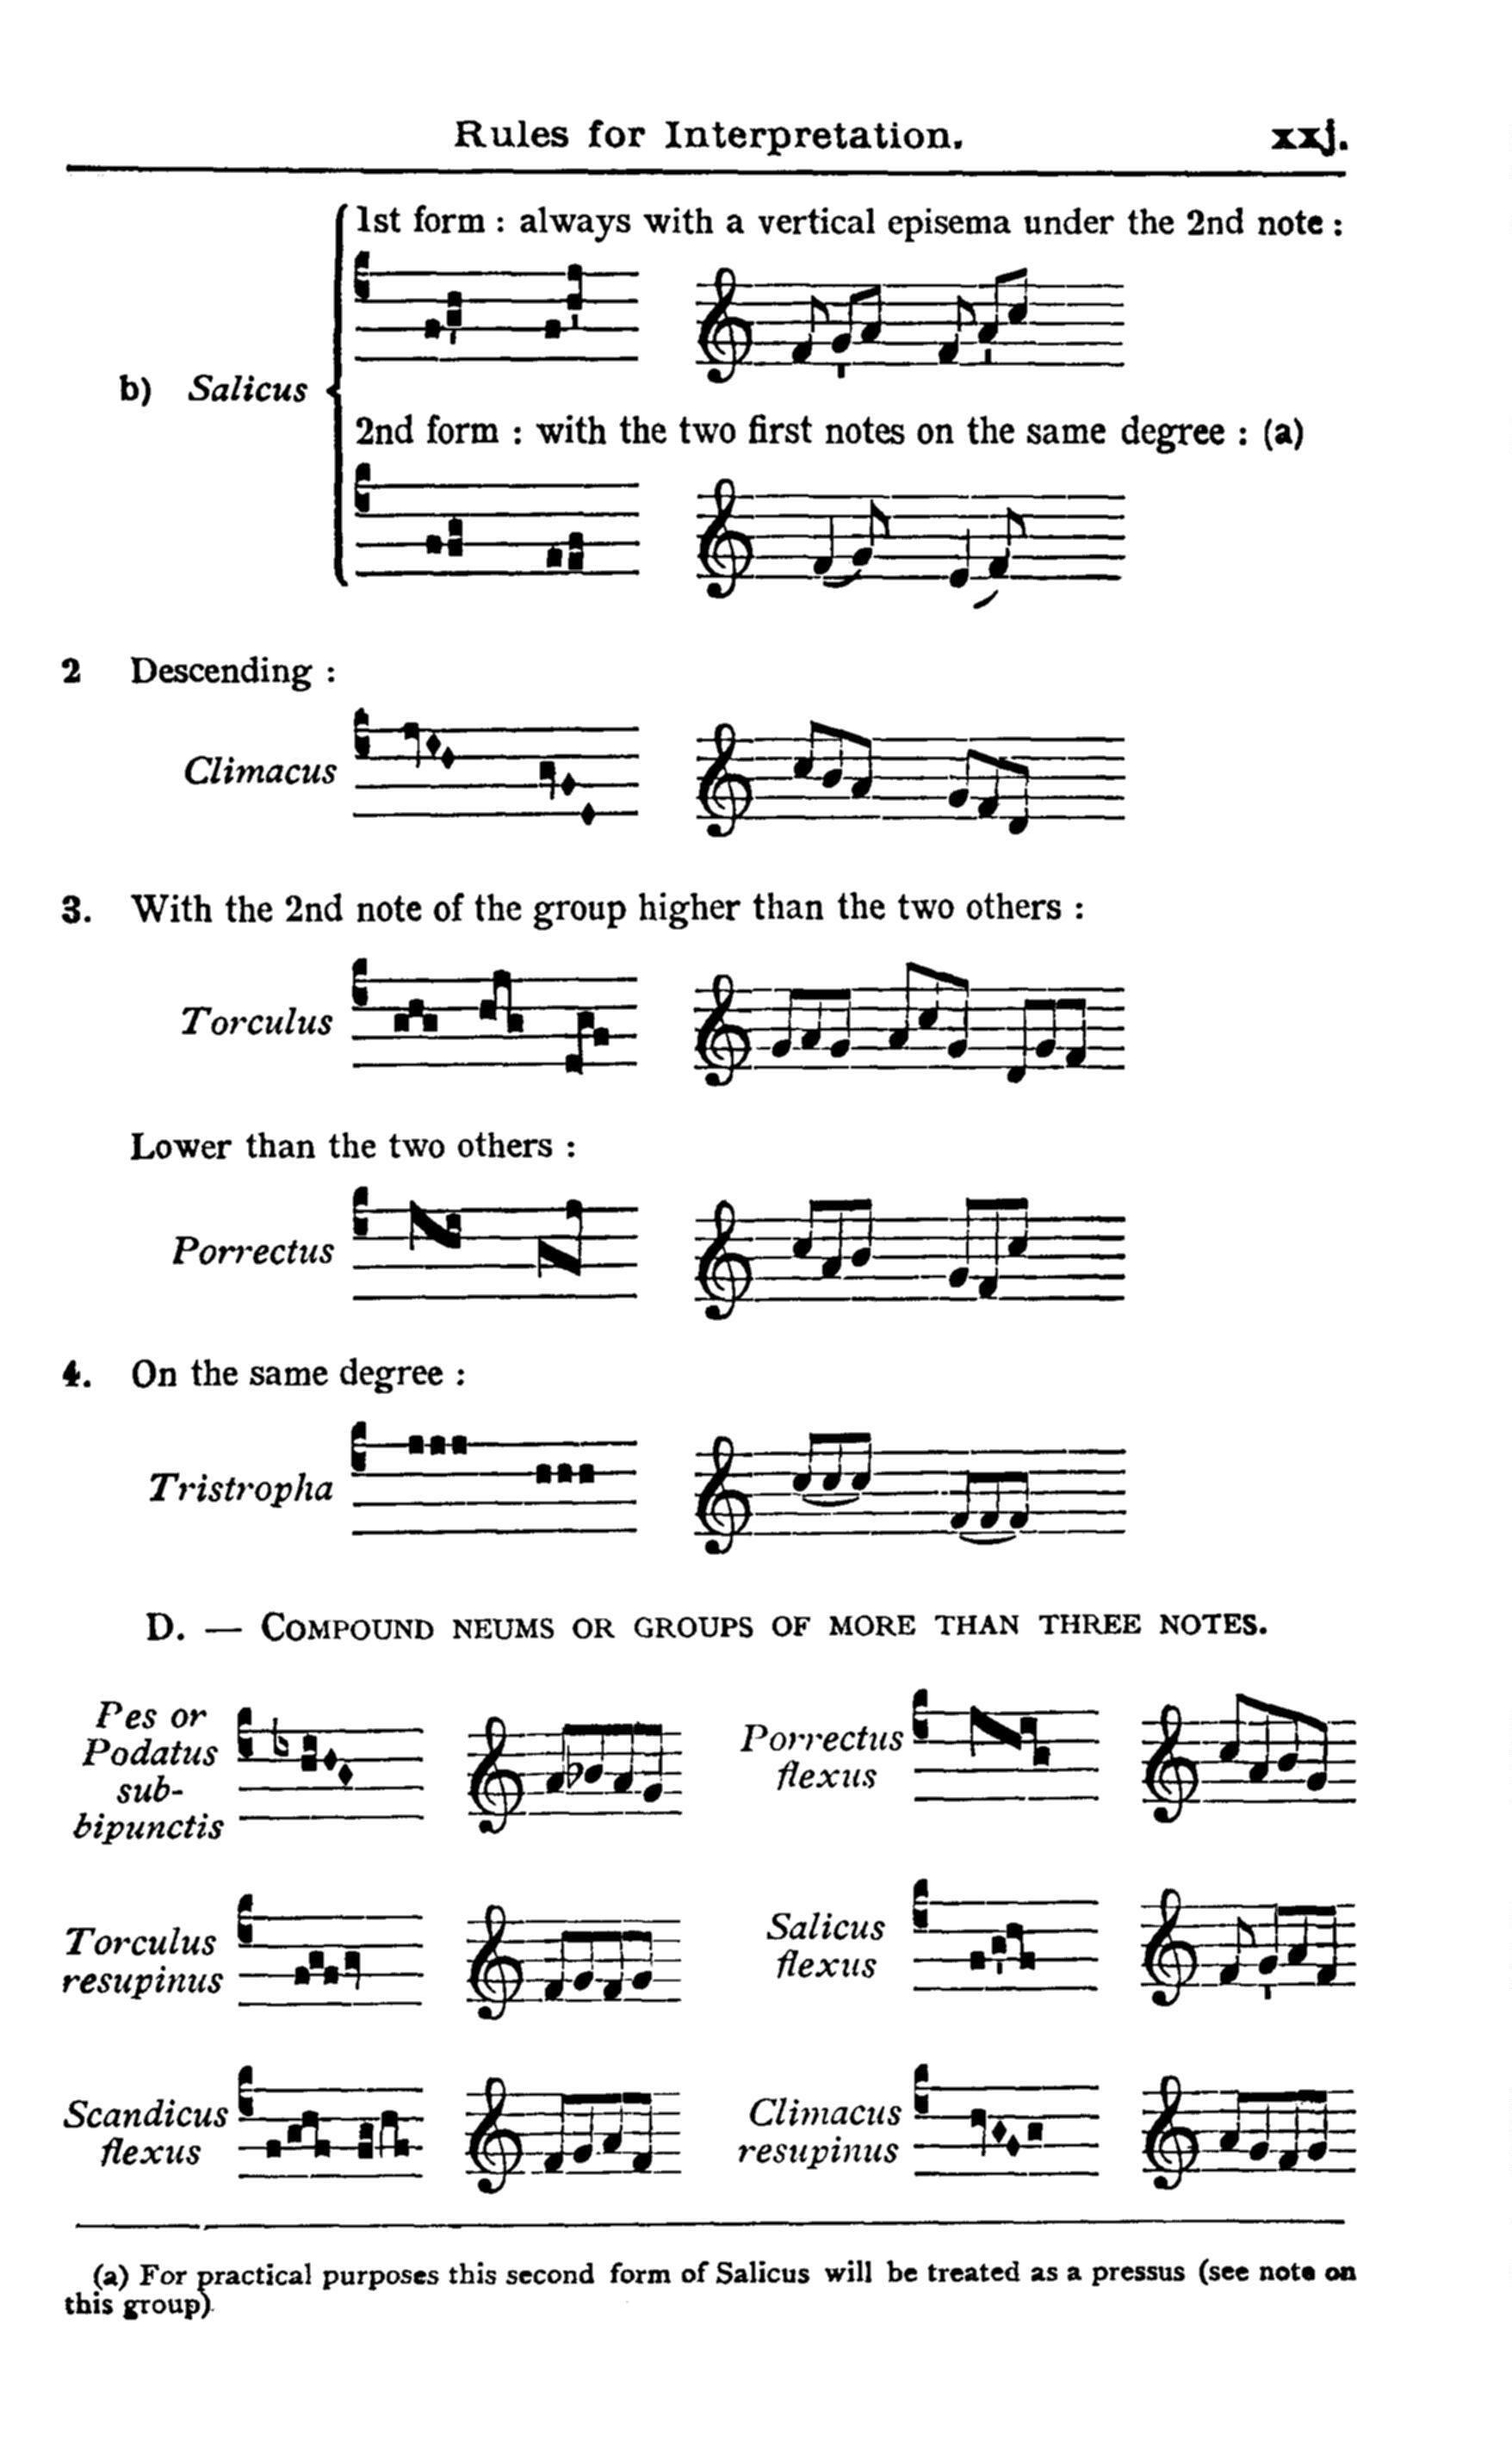 Rules for Interpretation.
xxj.
1st form : always with a vertical episema under the 2nd note :
b) Salicus
2nd form : with the two first notes on the same degree : (a)
2 Descending :
Climacus
3. With the 2nd note of the group higher than the two others :
Torculus
Lower than the two others :
Porrectus
4. On the same degree :
Tristropha
D. — COMPOUND NEUMS OR GROUPS OF MORE THAN THREE NOTES.
Pes or
Podatus
sub-
bipunctis
Porrectus
flexus
Torculus
resupinus
Salicus
flexus
Scandicus
flexus
Climacus
resupinus
(a) For practical purposes this second form of Salicus will be treated as a pressus (see note on
this group)